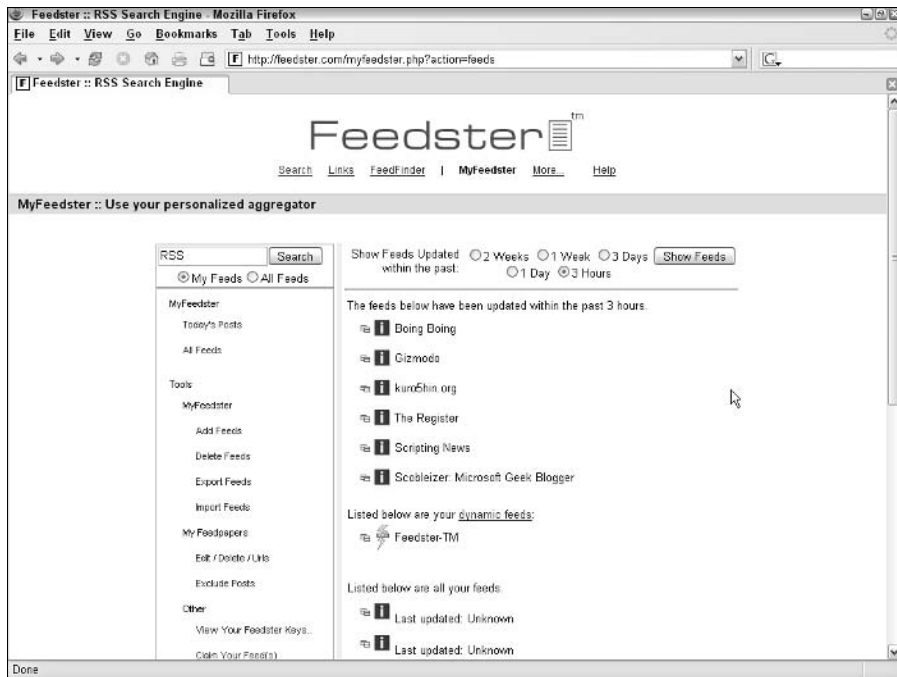 Feedster :: RSS Search Engine - Mozilla Firefox
File Edit View Go Bookmarks Tab Tools Help
F http://feedster.com/myfeedster.php?action=feeds G
F Feedster :: RSS Search Engine
Feedster tm
Search Links FeedFinder | MyFeedster More... Help
MyFeedster :: Use your personalized aggregator
RSS Search
My Feeds All Feeds
MyFeedster
Today's Posts
All Feeds
Tools
MyFeedster
Add Feeds
Delete Feeds
Export Feeds
Import Feeds
My Feedpapers
Edit / Delete / Urls
Exclude Posts
Other
View Your Feedster Keys..
Claim Your Feed(s)
Show Feeds Updated within the past: 2 Weeks 1 Week 3 Days Show Feeds
1 Day 3 Hours
The feeds below have been updated within the past 3 hours.
i Boing Boing
i Gizmodo
i kuro5hin.org
i The Register
i Scripting News
i Scobleizer: Microsoft Geek Blogger
Listed below are your dynamic feeds:
Feedster-TM
Listed below are all your feeds.
i Last updated: Unknown
i Last updated: Unknown
Done